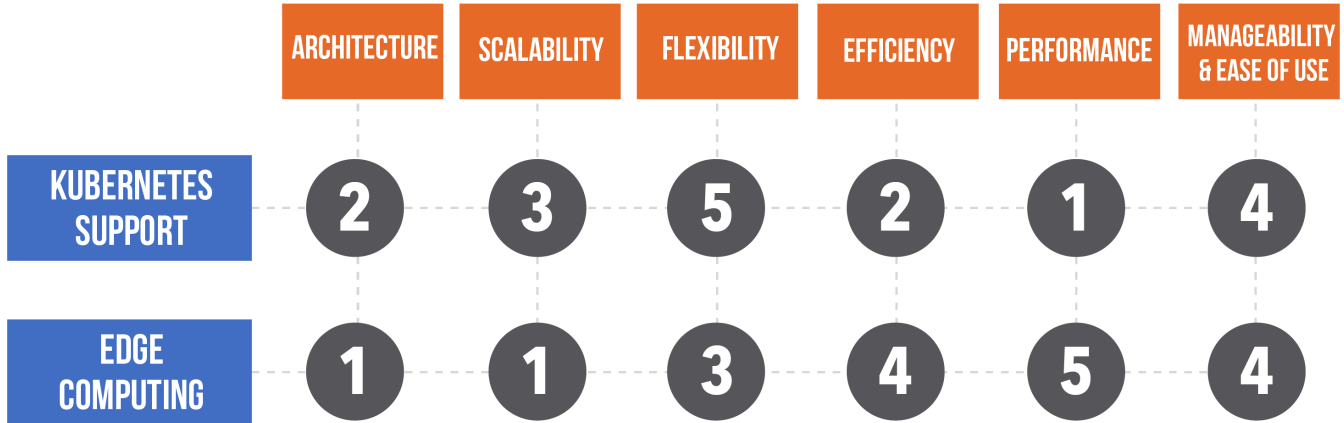 ARCHITECTURE
SCALABILITY
FLEXIBILITY
EFFICIENCY
PERFORMANCE
MANAGEABILITY
& EASE OF USE
KUBERNETES
SUPPORT
2 3 5 2 1 4
EDGE
COMPUTING
1 1 3 4 5 4